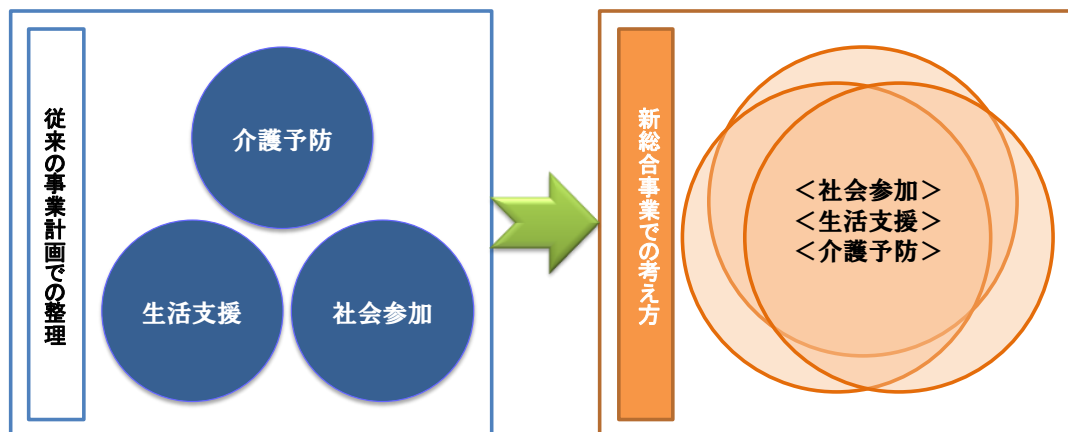 従来の事業計画での整理
介護予防
生活支援
社会参加
新総合事業での考え方
＜社会参加＞
＜生活支援＞
＜介護予防＞